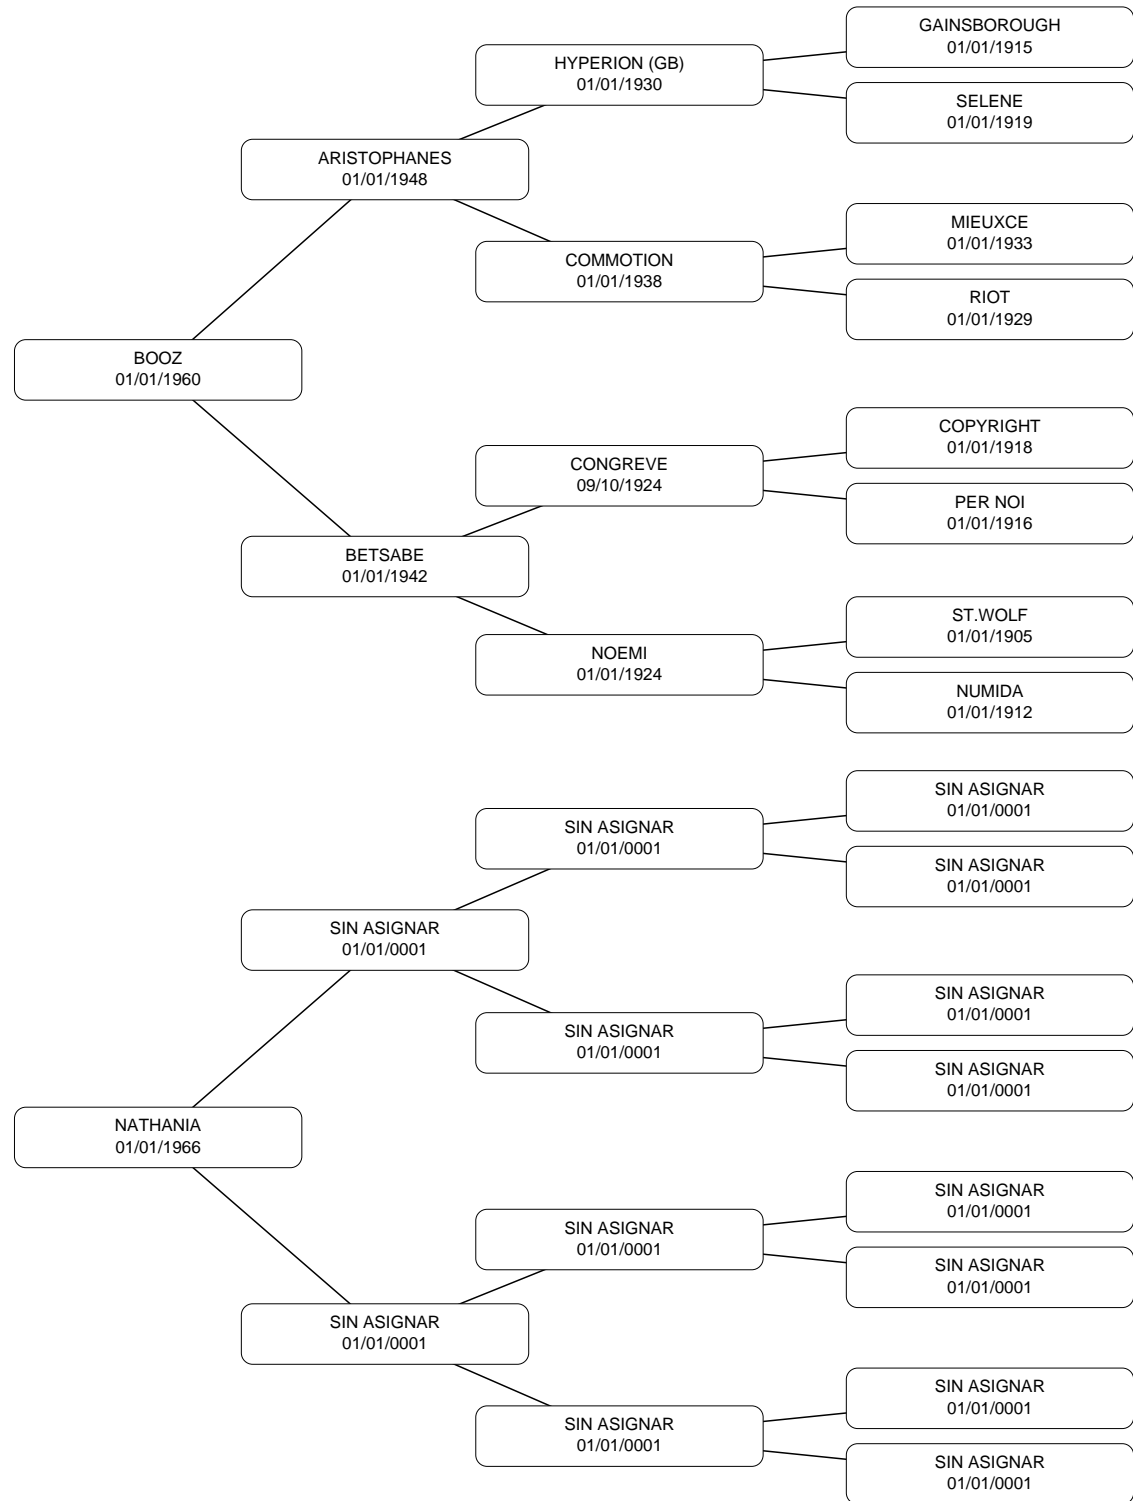 GAINSBOROUGH
01/01/1915
HYPERION (GB)
01/01/1930
SELENE
01/01/1919
ARISTOPHANES
01/01/1948
MIEUXCE
01/01/1933
COMMOTION
01/01/1938
RIOT
01/01/1929
BOOZ
01/01/1960
COPYRIGHT
01/01/1918
CONGREVE
09/10/1924
PER NOI
01/01/1916
BETSABE
01/01/1942
ST.WOLF
01/01/1905
NOEMI
01/01/1924
NUMIDA
01/01/1912
SIN ASIGNAR
01/01/0001
SIN ASIGNAR
01/01/0001
SIN ASIGNAR
01/01/0001
SIN ASIGNAR
01/01/0001
SIN ASIGNAR
01/01/0001
SIN ASIGNAR
01/01/0001
SIN ASIGNAR
01/01/0001
NATHANIA
01/01/1966
SIN ASIGNAR
01/01/0001
SIN ASIGNAR
01/01/0001
SIN ASIGNAR
01/01/0001
SIN ASIGNAR
01/01/0001
SIN ASIGNAR
01/01/0001
SIN ASIGNAR
01/01/0001
SIN ASIGNAR
01/01/0001